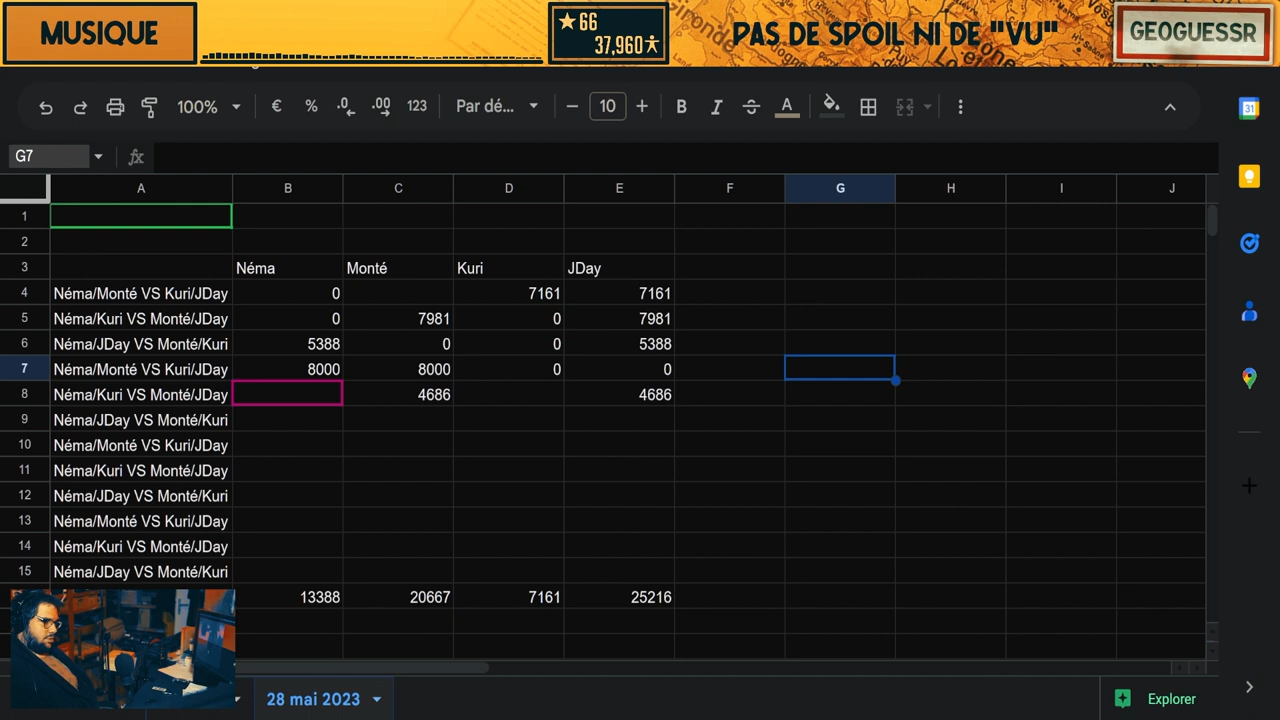 MUSIQUE
66
37,960
PAS DE SPOIL NI DE "VU"
GEOGUESSR
100%
€ % .0 .00 123
Par dé...
10
B I S A
G7
fx
A B C D E F G H I J
1
2
3 Néma Monté Kuri JDay
4 Néma/Monté VS Kuri/JDay 0 7161 7161
5 Néma/Kuri VS Monté/JDay 0 7981 0 7981
6 Néma/JDay VS Monté/Kuri 5388 0 0 5388
7 Néma/Monté VS Kuri/JDay 8000 8000 0 0
8 Néma/Kuri VS Monté/JDay 4686 4686
9 Néma/JDay VS Monté/Kuri
10 Néma/Monté VS Kuri/JDay
11 Néma/Kuri VS Monté/JDay
12 Néma/JDay VS Monté/Kuri
13 Néma/Monté VS Kuri/JDay
14 Néma/Kuri VS Monté/JDay
15 Néma/JDay VS Monté/Kuri
13388 20667 7161 25216
28 mai 2023
Explorer
31